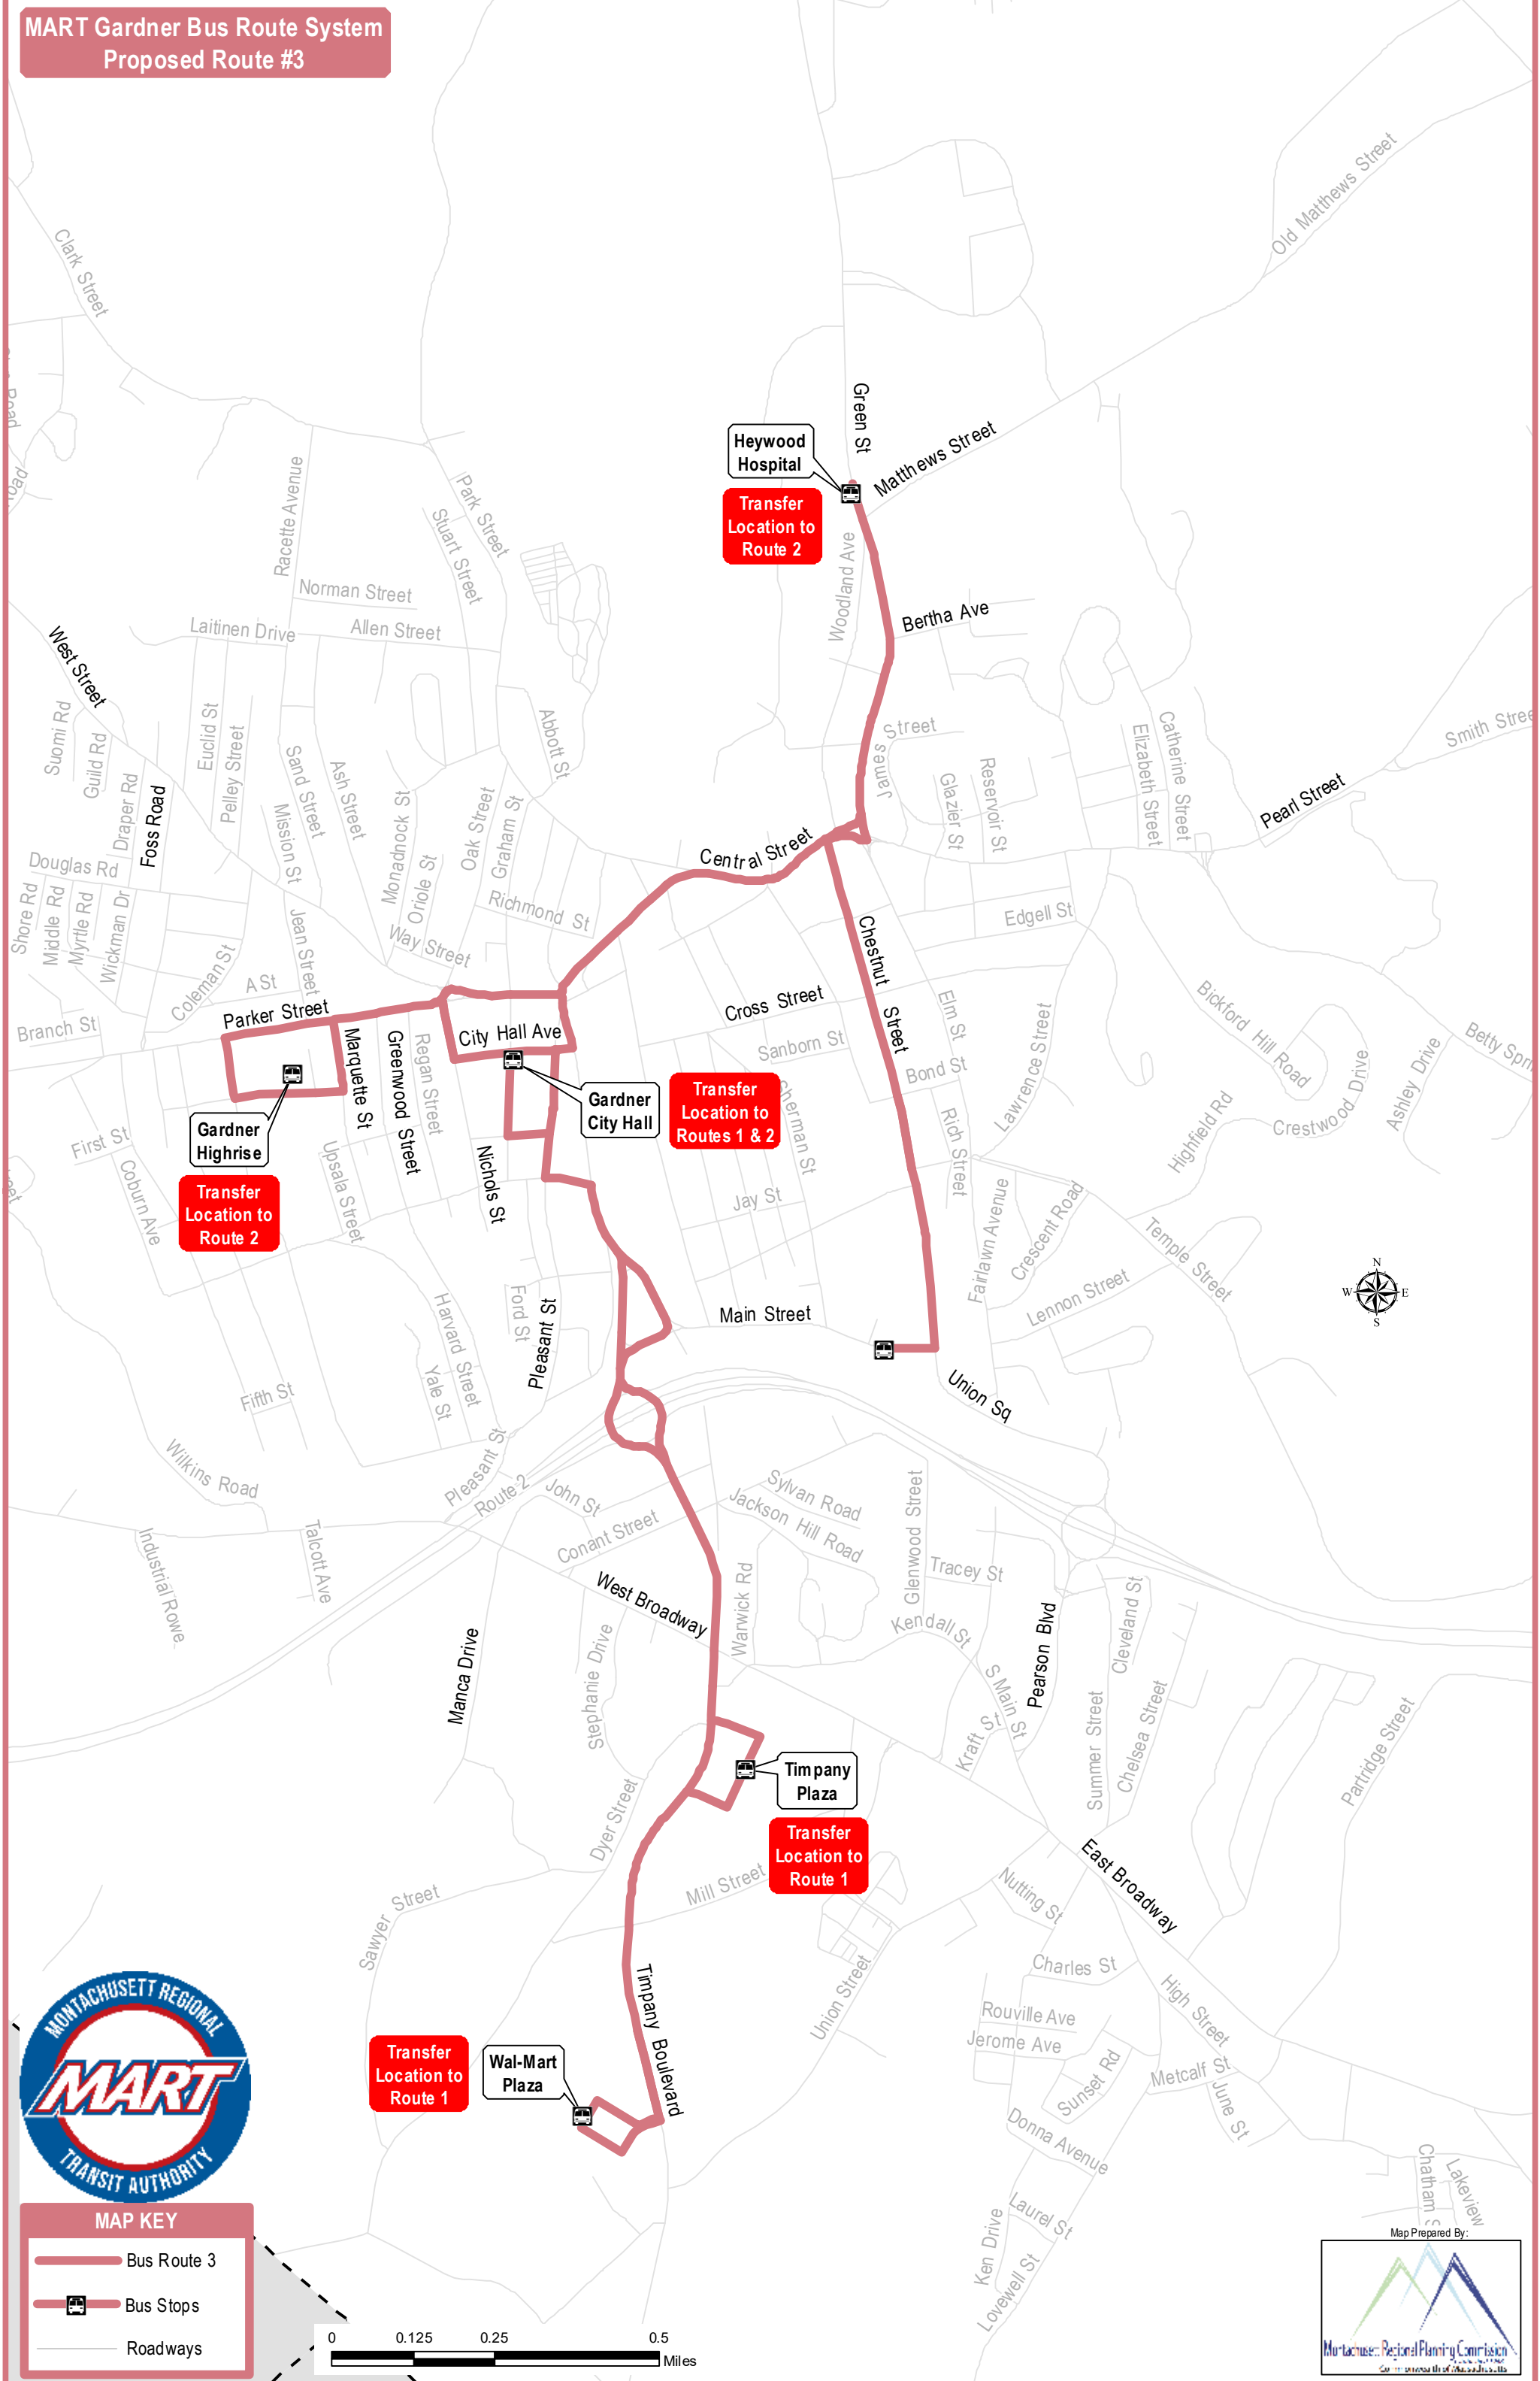 MART Gardner Bus Route System
Proposed Route #3
Clark Street
Old Matthews Street
Green St
Matthews Street
Heywood
Hospital
Transfer
Location to
Route 2
Road
Racette Avenue
Park Street
Stuart Street
Norman Street
Laitinen Drive
Allen Street
Woodland Ave
Bertha Ave
West Street
Suomi Rd
Guild Rd
Draper Rd
Foss Road
Euclid St
Pelley Street
Sand Street
Mission St
Ash Street
Monadnock St
Oriole St
Oak Street
Graham St
Abbott St
James Street
Glazier St
Reservoir St
Elizabeth Street
Catherine Street
Smith Stree
Pearl Street
Central Street
Douglas Rd
Shore Rd
Middle Rd
Myrtle Rd
Wickman Dr
Coleman St
Jean Street
Way Street
Richmond St
Edgell St
Chestnut Street
A St
Parker Street
Branch St
Marquette St
Greenwood Street
Regan Street
City Hall Ave
Cross Street
Sanborn St
Elm St
Bond St
Lawrence Street
Bickford Hill Road
Betty Spri
Ashley Drive
Crestwood Drive
Highfield Rd
Gardner
City Hall
Transfer
Location to
Routes 1 & 2
Gardner
Highrise
Transfer
Location to
Route 2
First St
Coburn Ave
Upsala Street
Nichols St
Sherman St
Jay St
Rich Street
Fairlawn Avenue
Crescent Road
Temple Street
Lennon Street
N
W
E
S
Main Street
Union Sq
Ford St
Pleasant St
Harvard Street
Yale St
Fifth St
Wilkins Road
Pleasant St
Route 2
John St
Conant Street
Sylvan Road
Jackson Hill Road
Glenwood Street
Tracey St
Kendall St
Warwick Rd
West Broadway
Industrial Rowe
Talcott Ave
Manca Drive
Stephanie Drive
Pearson Blvd
Cleveland St
S Main St
Kraft St
Summer Street
Chelsea Street
Partridge Street
Timpany
Plaza
Transfer
Location to
Route 1
Dyer Street
Mill Street
Sawyer Street
East Broadway
Nutting St
Charles St
Union Street
High Street
Rouville Ave
Jerome Ave
Sunset Rd
Metcalf St
June St
Donna Avenue
Laurel St
Ken Drive
Lovewell St
Chatham S
Lakeview
Timpany Boulevard
Transfer
Location to
Route 1
Wal-Mart
Plaza
MONTACHUSETT REGIONAL
MART
TRANSIT AUTHORITY
MAP KEY
Bus Route 3
Bus Stops
Roadways
0 0.125 0.25 0.5
Miles
Map Prepared By:
Montachusett Regional Planning Commission
Commonwealth of Massachusetts